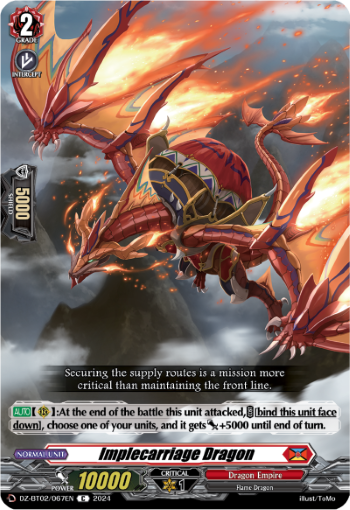 2
GRADE
INTERCEPT
5000
SHIELD
Securing the supply routes is a mission more
critical than maintaining the front line.
AUTO :At the end of the battle this unit attacked, [bind this unit face
down], choose one of your units, and it gets +5000 until end of turn.
NORMAL UNIT
Implecarriage Dragon
POWER 10000
CRITICAL
1
Dragon Empire
Flame Dragon
DZ-BT02/067EN C 2024
illust/TuMo